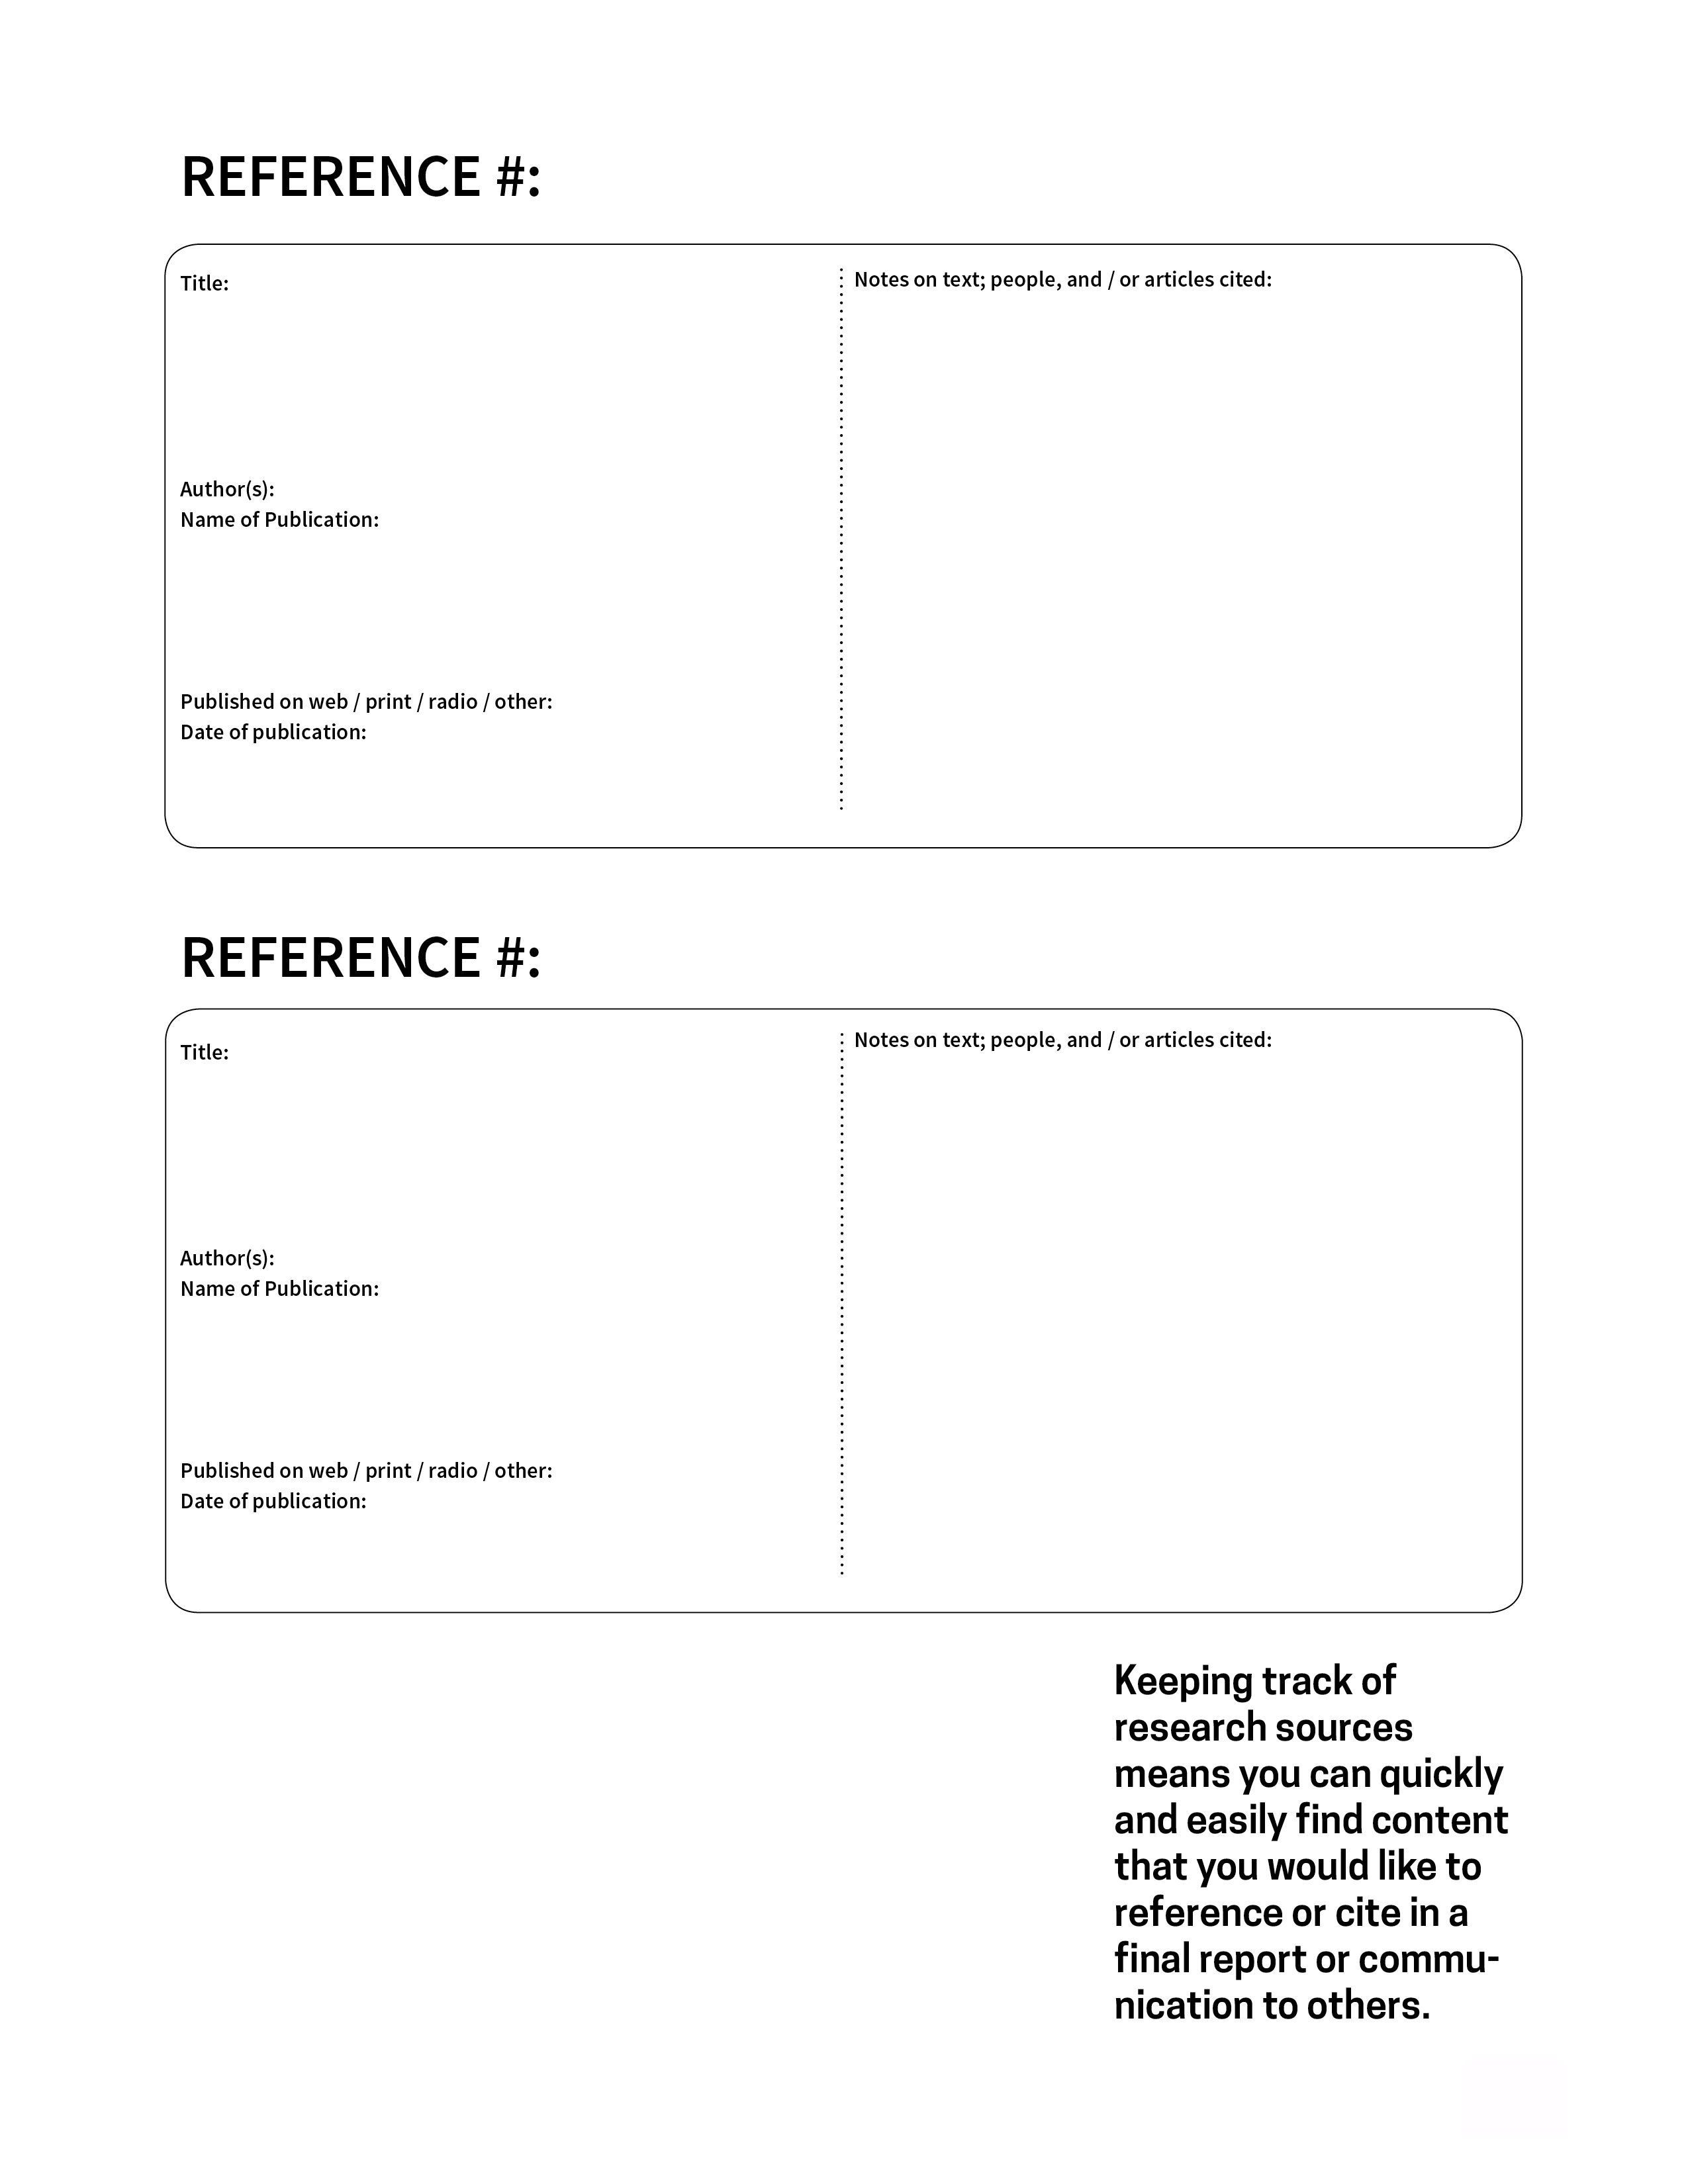 REFERENCE #:
Title:
Author(s):
Name of Publication:
Published on web / print / radio / other:
Date of publication:
Notes on text; people, and / or articles cited:
REFERENCE #:
Title:
Author(s):
Name of Publication:
Published on web / print / radio / other:
Date of publication:
Notes on text; people, and / or articles cited:
Keeping track of
research sources
means you can quickly
and easily find content
that you would like to
reference or cite in a
final report or commu-
nication to others.